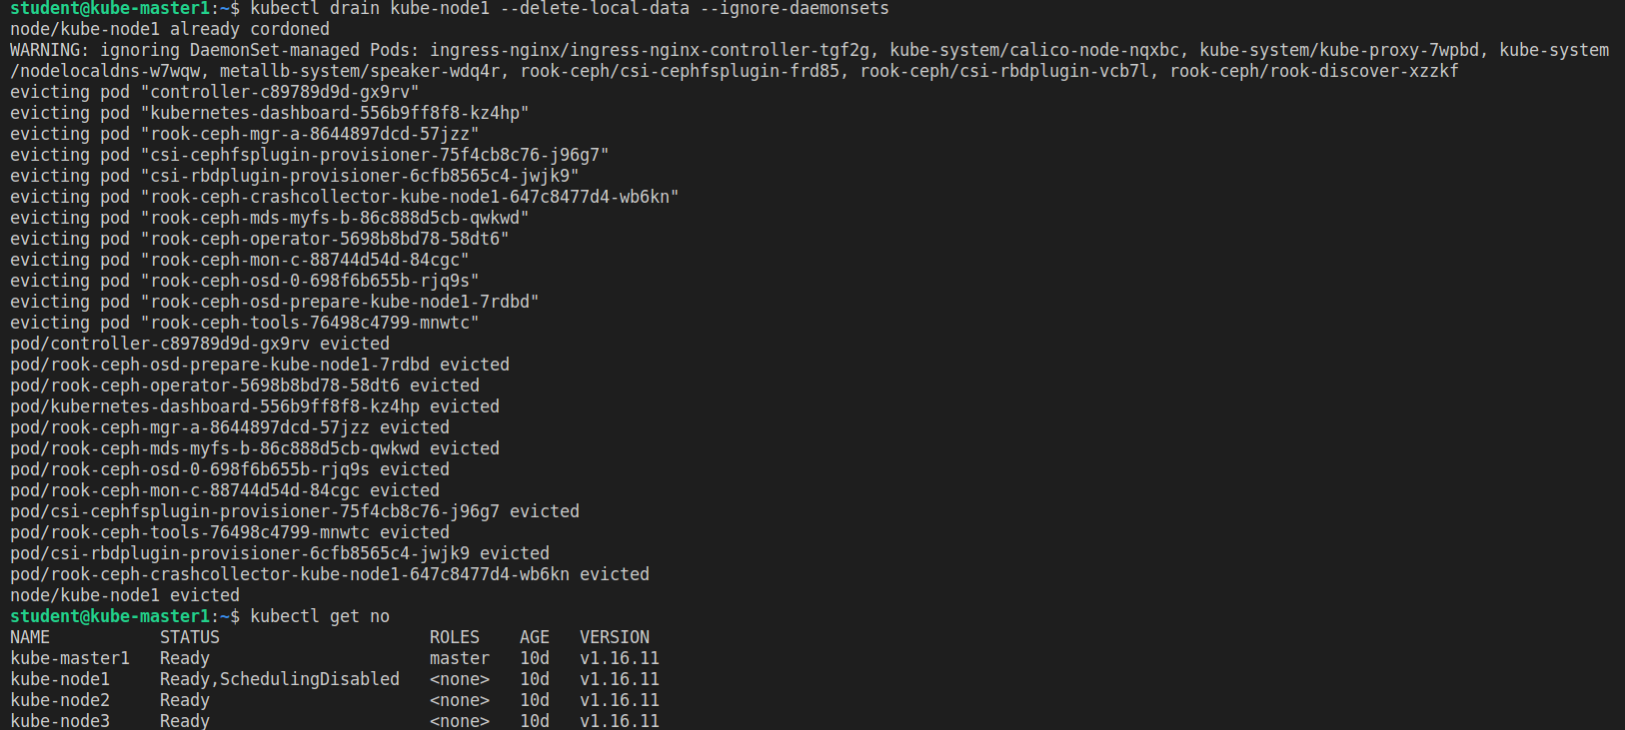 student@kube-master1:~$ kubectl drain kube-node1 --delete-local-data --ignore-daemonsets
node/kube-node1 already cordoned
WARNING: ignoring DaemonSet-managed Pods: ingress-nginx/ingress-nginx-controller-tgf2g, kube-system/calico-node-nqxbc, kube-system/kube-proxy-7wpbd, kube-system
/nodelocaldns-w7wqw, metallb-system/speaker-wdq4r, rook-ceph/csi-cephfsplugin-frd85, rook-ceph/csi-rbdplugin-vcb7l, rook-ceph/rook-discover-xzzkf
evicting pod "controller-c89789d9d-gx9rv"
evicting pod "kubernetes-dashboard-556b9ff8f8-kz4hp"
evicting pod "rook-ceph-mgr-a-8644897dcd-57jzz"
evicting pod "csi-cephfsplugin-provisioner-75f4cb8c76-j96g7"
evicting pod "csi-rbdplugin-provisioner-6cfb8565c4-jwjk9"
evicting pod "rook-ceph-crashcollector-kube-node1-647c8477d4-wb6kn"
evicting pod "rook-ceph-mds-myfs-b-86c888d5cb-qwkwd"
evicting pod "rook-ceph-operator-5698b8bd78-58dt6"
evicting pod "rook-ceph-mon-c-88744d54d-84cgc"
evicting pod "rook-ceph-osd-0-698f6b655b-rjq9s"
evicting pod "rook-ceph-osd-prepare-kube-node1-7rdbd"
evicting pod "rook-ceph-tools-76498c4799-mnwtc"
pod/controller-c89789d9d-gx9rv evicted
pod/rook-ceph-osd-prepare-kube-node1-7rdbd evicted
pod/rook-ceph-operator-5698b8bd78-58dt6 evicted
pod/kubernetes-dashboard-556b9ff8f8-kz4hp evicted
pod/rook-ceph-mgr-a-8644897dcd-57jzz evicted
pod/rook-ceph-mds-myfs-b-86c888d5cb-qwkwd evicted
pod/rook-ceph-osd-0-698f6b655b-rjq9s evicted
pod/rook-ceph-mon-c-88744d54d-84cgc evicted
pod/csi-cephfsplugin-provisioner-75f4cb8c76-j96g7 evicted
pod/rook-ceph-tools-76498c4799-mnwtc evicted
pod/csi-rbdplugin-provisioner-6cfb8565c4-jwjk9 evicted
pod/rook-ceph-crashcollector-kube-node1-647c8477d4-wb6kn evicted
node/kube-node1 evicted
student@kube-master1:~$ kubectl get no
NAME STATUS ROLES AGE VERSION
kube-master1 Ready master 10d v1.16.11
kube-node1 Ready,SchedulingDisabled <none> 10d v1.16.11
kube-node2 Ready <none> 10d v1.16.11
kube-node3 Ready <none> 10d v1.16.11